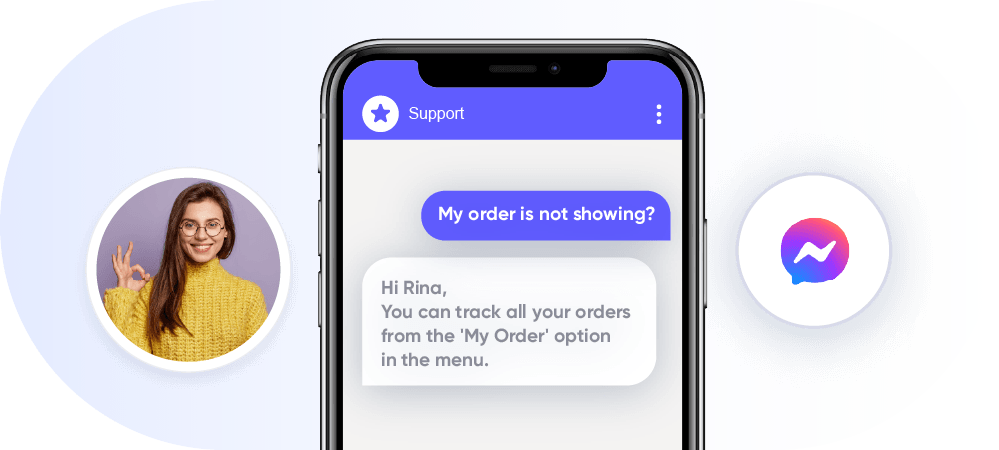 Support
My order is not showing?
Hi Rina,
You can track all your orders
from the 'My Order' option
in the menu.